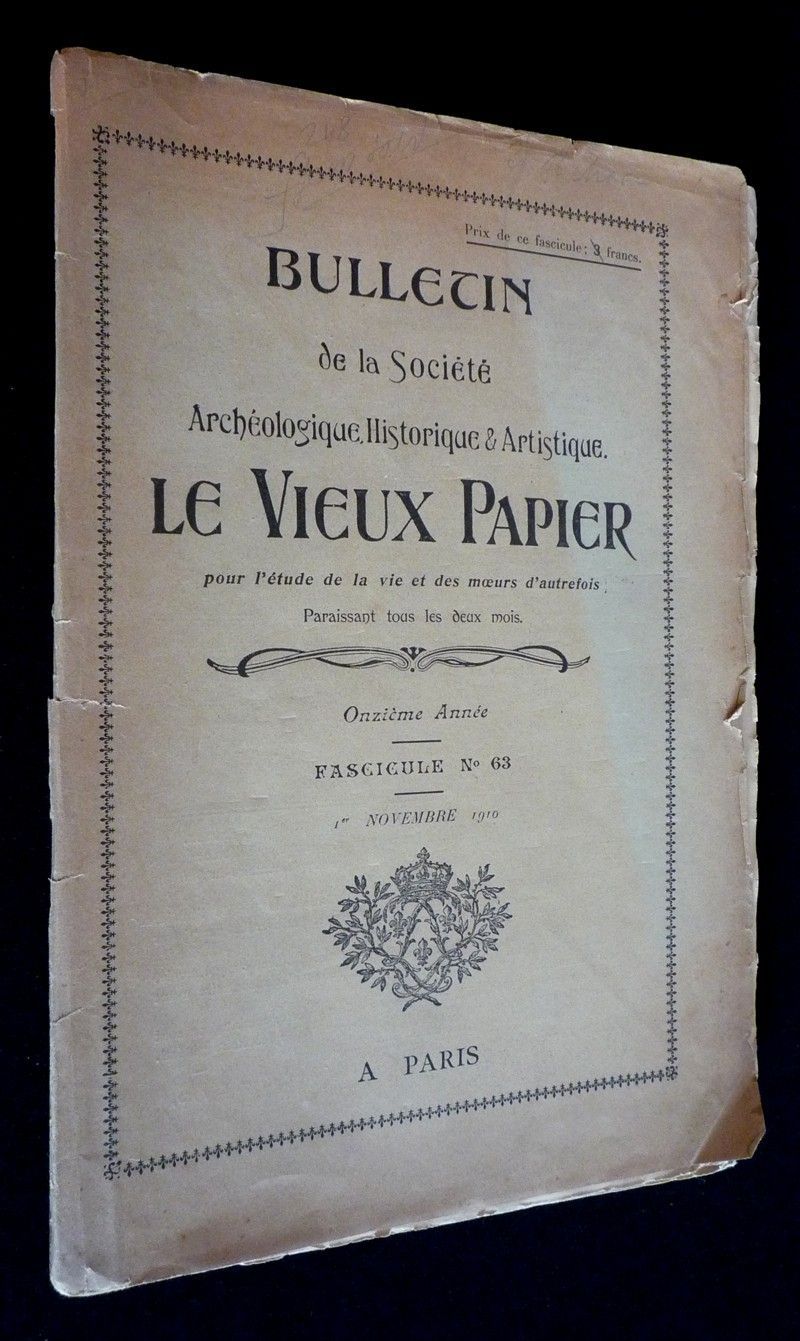 Prix de ce fascicule: 3 francs.
BULLETIN
de la Société
Archéologique, Historique & Artistique.
LE VIEUX PAPIER
pour l'étude de la vie et des mœurs d'autrefois
Paraissant tous les deux mois.
Onzième Année
FASCICULE No 63
1er NOVEMBRE 1910
A PARIS